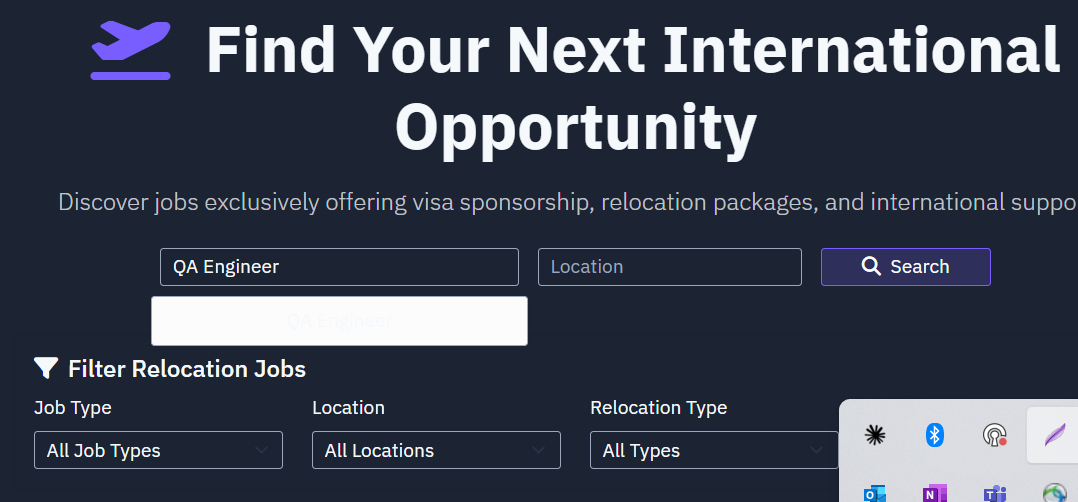 Find Your Next International
Opportunity
Discover jobs exclusively offering visa sponsorship, relocation packages, and international suppo
QA Engineer
Location
Search
QA Engineer
Filter Relocation Jobs
Job Type
Location
Relocation Type
All Job Types
All Locations
All Types